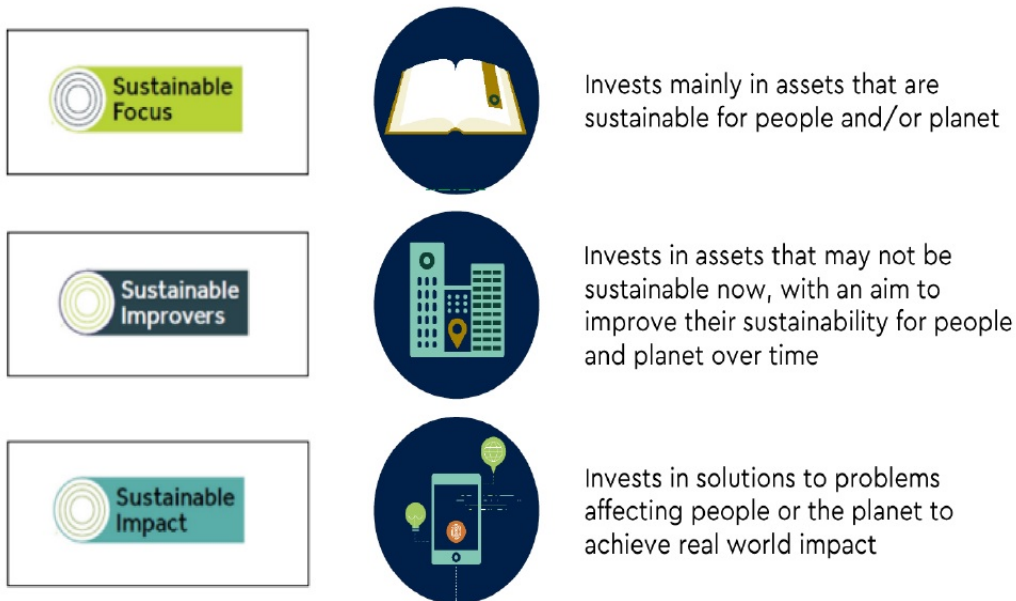 Sustainable
Focus
Invests mainly in assets that are
sustainable for people and/or planet
Sustainable
Improvers
Invests in assets that may not be
sustainable now, with an aim to
improve their sustainability for people
and planet over time
Sustainable
Impact
Invests in solutions to problems
affecting people or the planet to
achieve real world impact